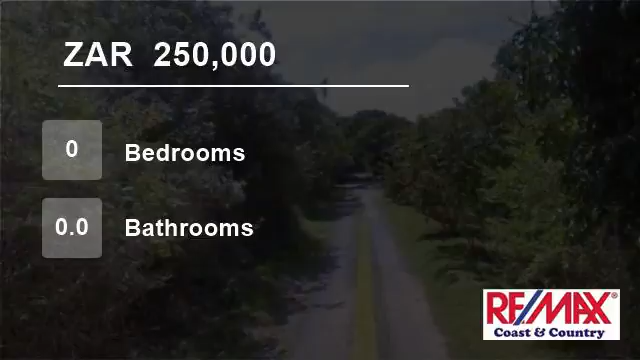 ZAR 250,000
0 Bedrooms
0.0 Bathrooms
RE/MAX®
Coast & Country